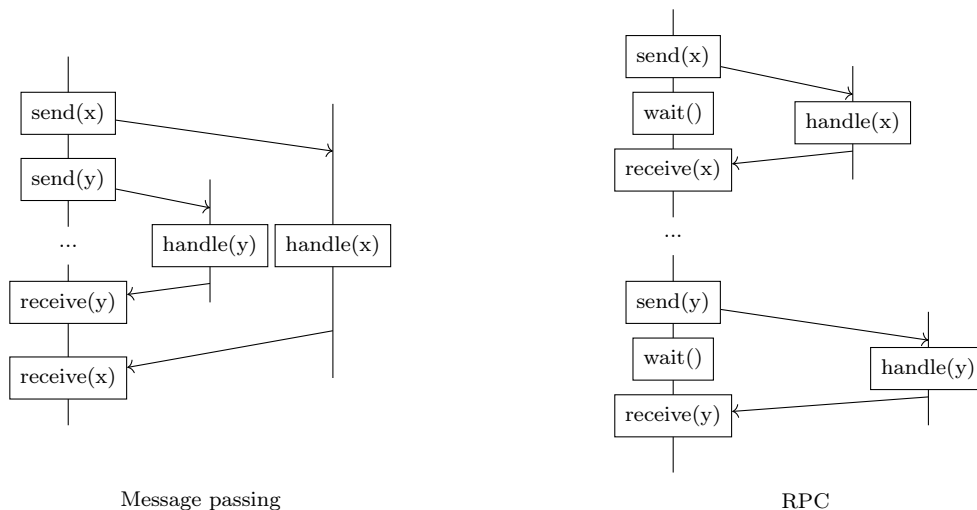 send(x)
send(y)
...
handle(y)
handle(x)
receive(y)
receive(x)
Message passing
send(x)
wait()
handle(x)
receive(x)
...
send(y)
wait()
handle(y)
receive(y)
RPC